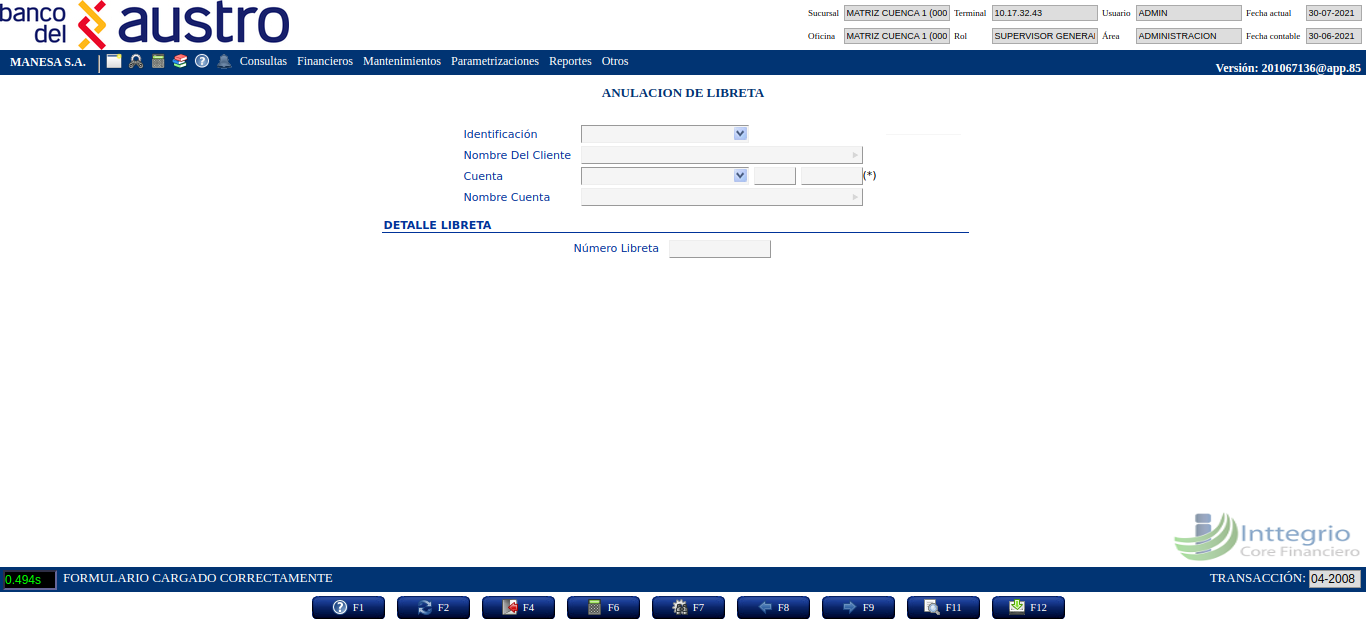 banco del austro
Sucursal MATRIZ CUENCA 1 (000 Terminal 10.17.32.43 Usuario ADMIN Fecha actual 30-07-2021
Oficina MATRIZ CUENCA 1 (000 Rol SUPERVISOR GENERAL Área ADMINISTRACION Fecha contable 30-06-2021
MANESA S.A. Consultas Financieros Mantenimientos Parametrizaciones Reportes Otros Versión: 201067136@app.85
ANULACION DE LIBRETA
Identificación
Nombre Del Cliente
Cuenta (*)
Nombre Cuenta
DETALLE LIBRETA
Número Libreta
Inttegrio
Core Financiero
0.494s FORMULARIO CARGADO CORRECTAMENTE TRANSACCIÓN: 04-2008
F1 F2 F4 F6 F7 F8 F9 F11 F12